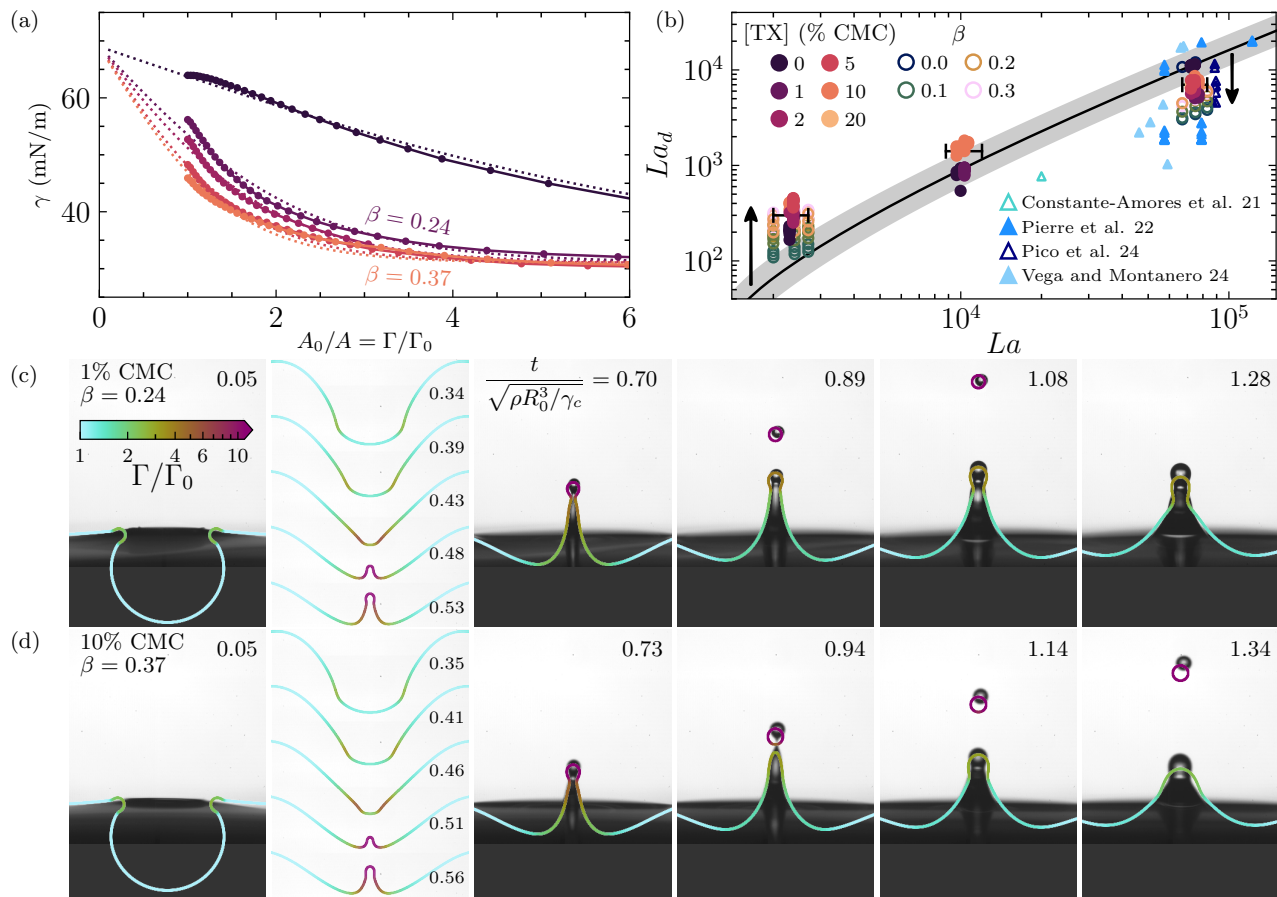 (a)
γ (mN/m)
60
40
β = 0.24
β = 0.37
0
2
4
6
A₀/A = Γ/Γ₀
(b)
La_d
10⁴
10³
10²
[TX] (% CMC)
0
1
2
5
10
20
β
0.0
0.1
0.2
0.3
Constante-Amores et al. 21
Pierre et al. 22
Pico et al. 24
Vega and Montanero 24
10⁴
10⁵
La
(c)
1% CMC
β = 0.24
0.05
1
2
4
6
10
Γ/Γ₀
0.34
0.39
0.43
0.48
0.53
t/√(ρR₀³/γ_c) = 0.70
0.89
1.08
1.28
(d)
10% CMC
β = 0.37
0.05
0.35
0.41
0.46
0.51
0.56
0.73
0.94
1.14
1.34